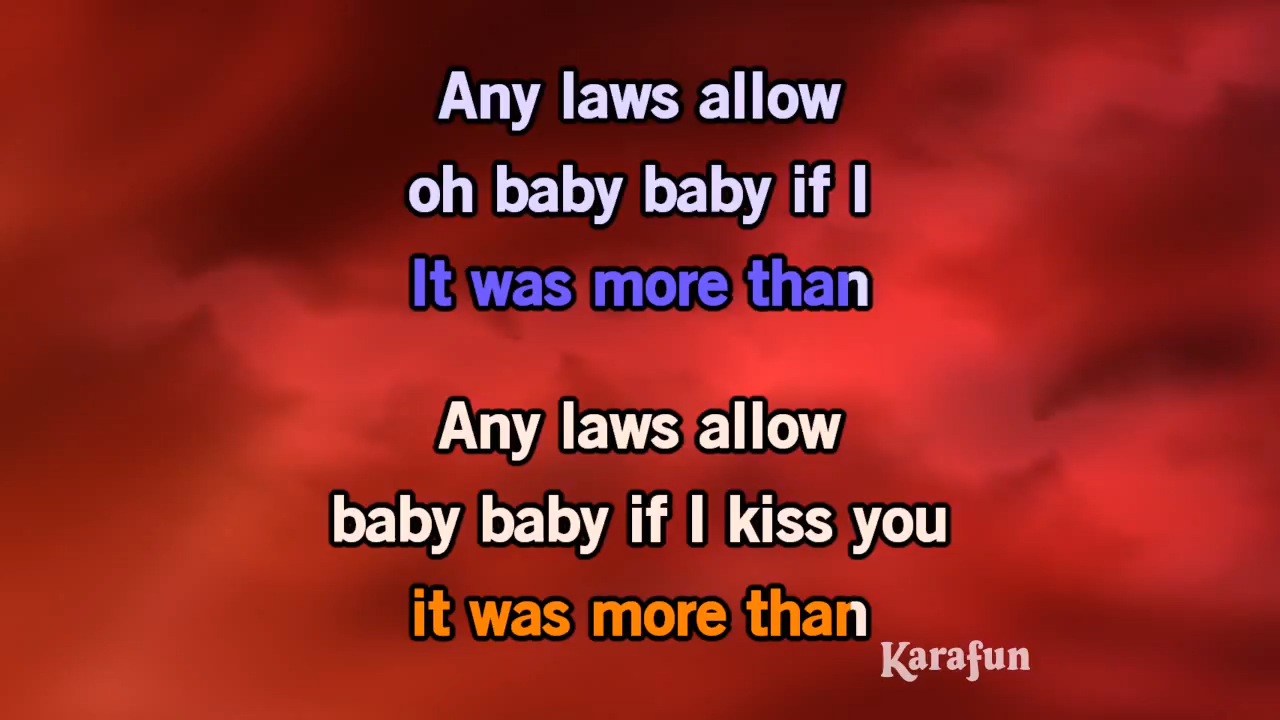 Any laws allow
oh baby baby if I
It was more than
Any laws allow
baby baby if I kiss you
it was more than
Karafun